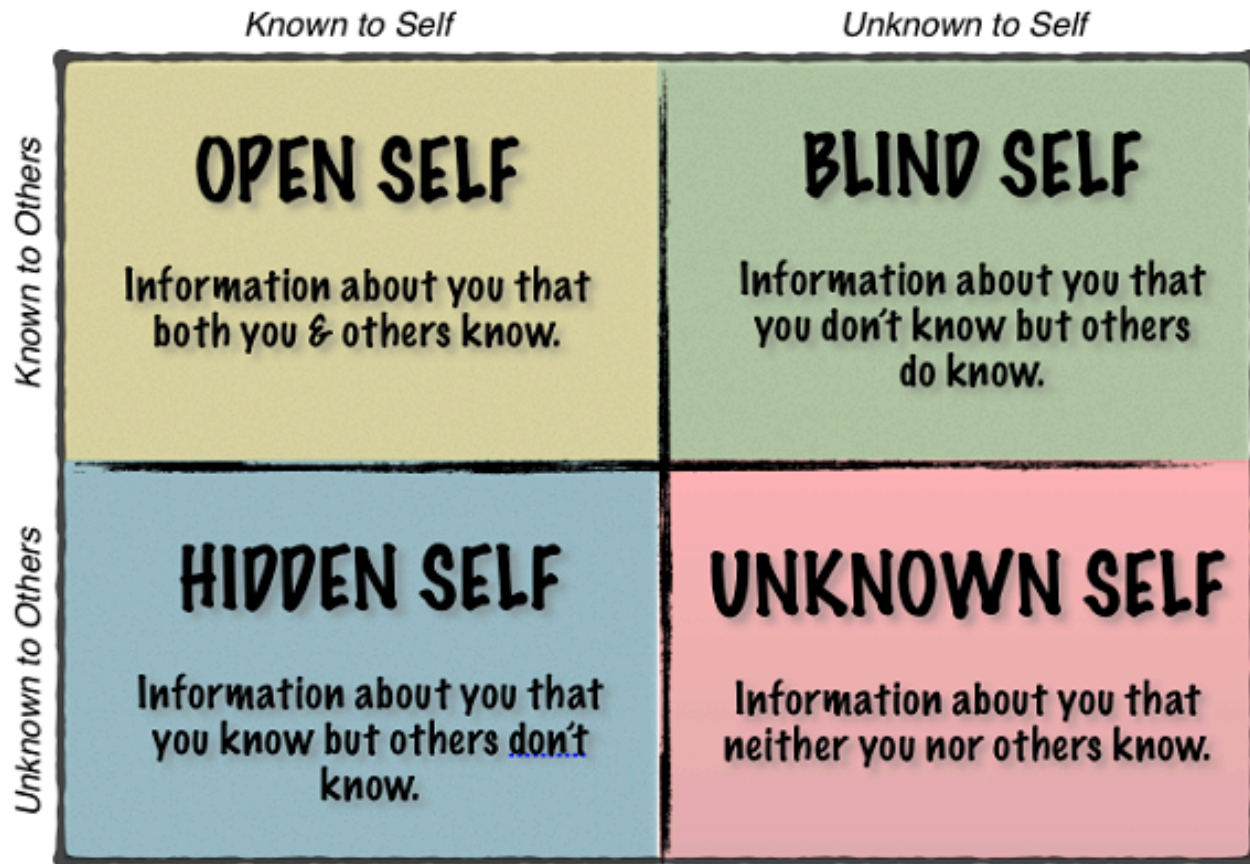 Known to Self
Unknown to Self
Known to Others
OPEN SELF
Information about you that
both you & others know.
BLIND SELF
Information about you that
you don't know but others
do know.
Unknown to Others
HIDDEN SELF
Information about you that
you know but others don't
know.
UNKNOWN SELF
Information about you that
neither you nor others know.